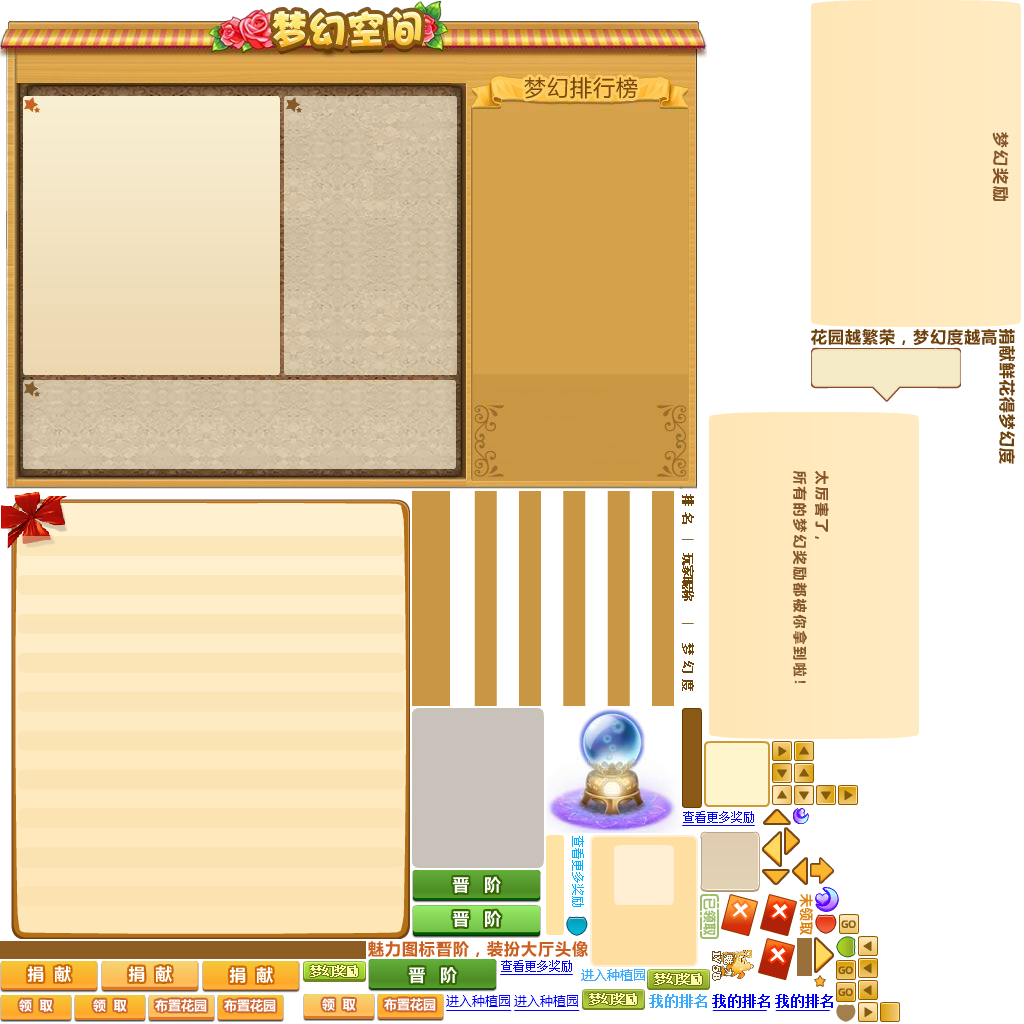 梦幻空间
梦幻排行榜
梦幻奖励
花园越繁荣，梦幻度越高
捐献鲜花得梦幻度
太厉害了，
所有的梦幻奖励都被你拿到啦！
排 名 | 玩家昵称 | 梦 幻 度
查看更多奖励
查看更多奖励
晋 阶
晋 阶
已领取
未领取
GO
魅力图标晋阶，装扮大厅头像
捐 献
捐 献
捐 献
梦幻奖励
晋 阶
查看更多奖励
进入种植园
梦幻奖励
GO
领 取
领 取
布置花园
布置花园
领 取
布置花园
进入种植园
进入种植园
梦幻奖励
我的排名
我的排名
我的排名
GO